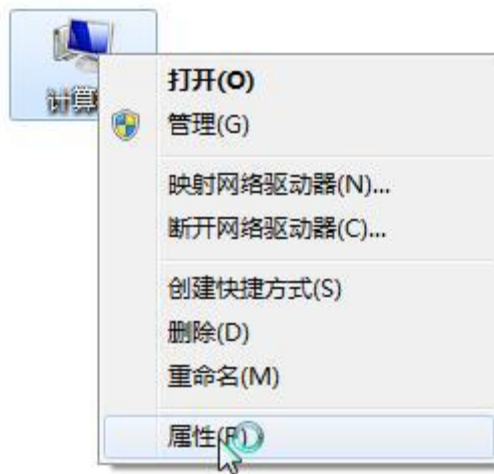 计算
打开(O)
管理(G)
映射网络驱动器(N)...
断开网络驱动器(C)...
创建快捷方式(S)
删除(D)
重命名(M)
属性(R)